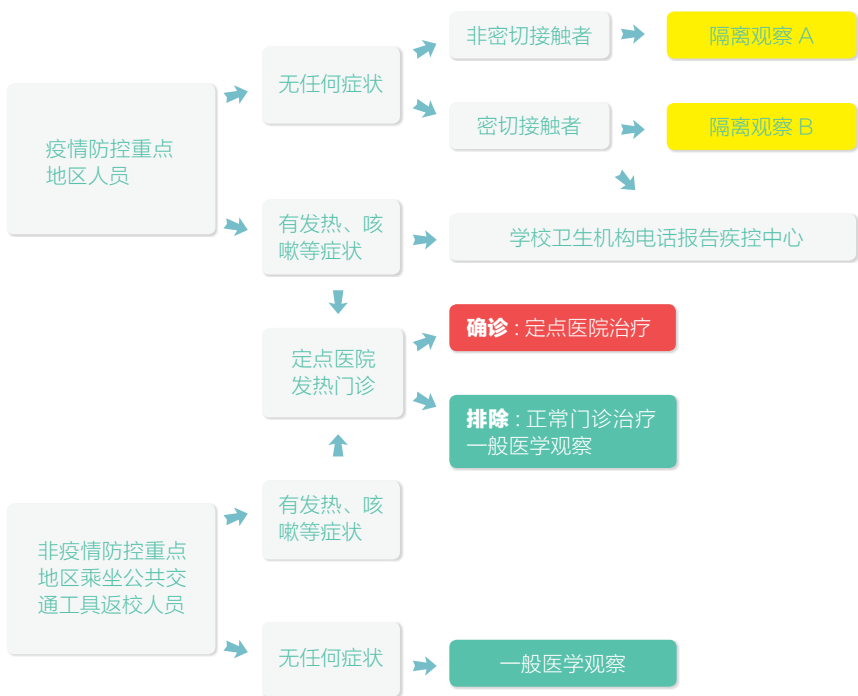 非密切接触者
隔离观察 A
无任何症状
密切接触者
隔离观察 B
疫情防控重点
地区人员
有发热、咳
嗽等症状
学校卫生机构电话报告疾控中心
确诊 : 定点医院治疗
定点医院
发热门诊
排除 : 正常门诊治疗
一般医学观察
有发热、咳
嗽等症状
非疫情防控重点
地区乘坐公共交
通工具返校人员
无任何症状
一般医学观察